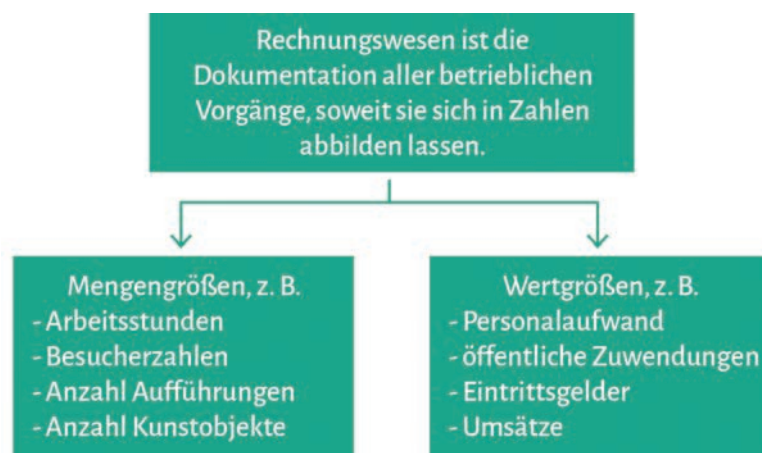 Rechnungswesen ist die
Dokumentation aller betrieblichen
Vorgänge, soweit sie sich in Zahlen
abbilden lassen.
Mengengrößen, z. B.
- Arbeitsstunden
- Besucherzahlen
- Anzahl Aufführungen
- Anzahl Kunstobjekte
Wertgrößen, z. B.
- Personalaufwand
- öffentliche Zuwendungen
- Eintrittsgelder
- Umsätze